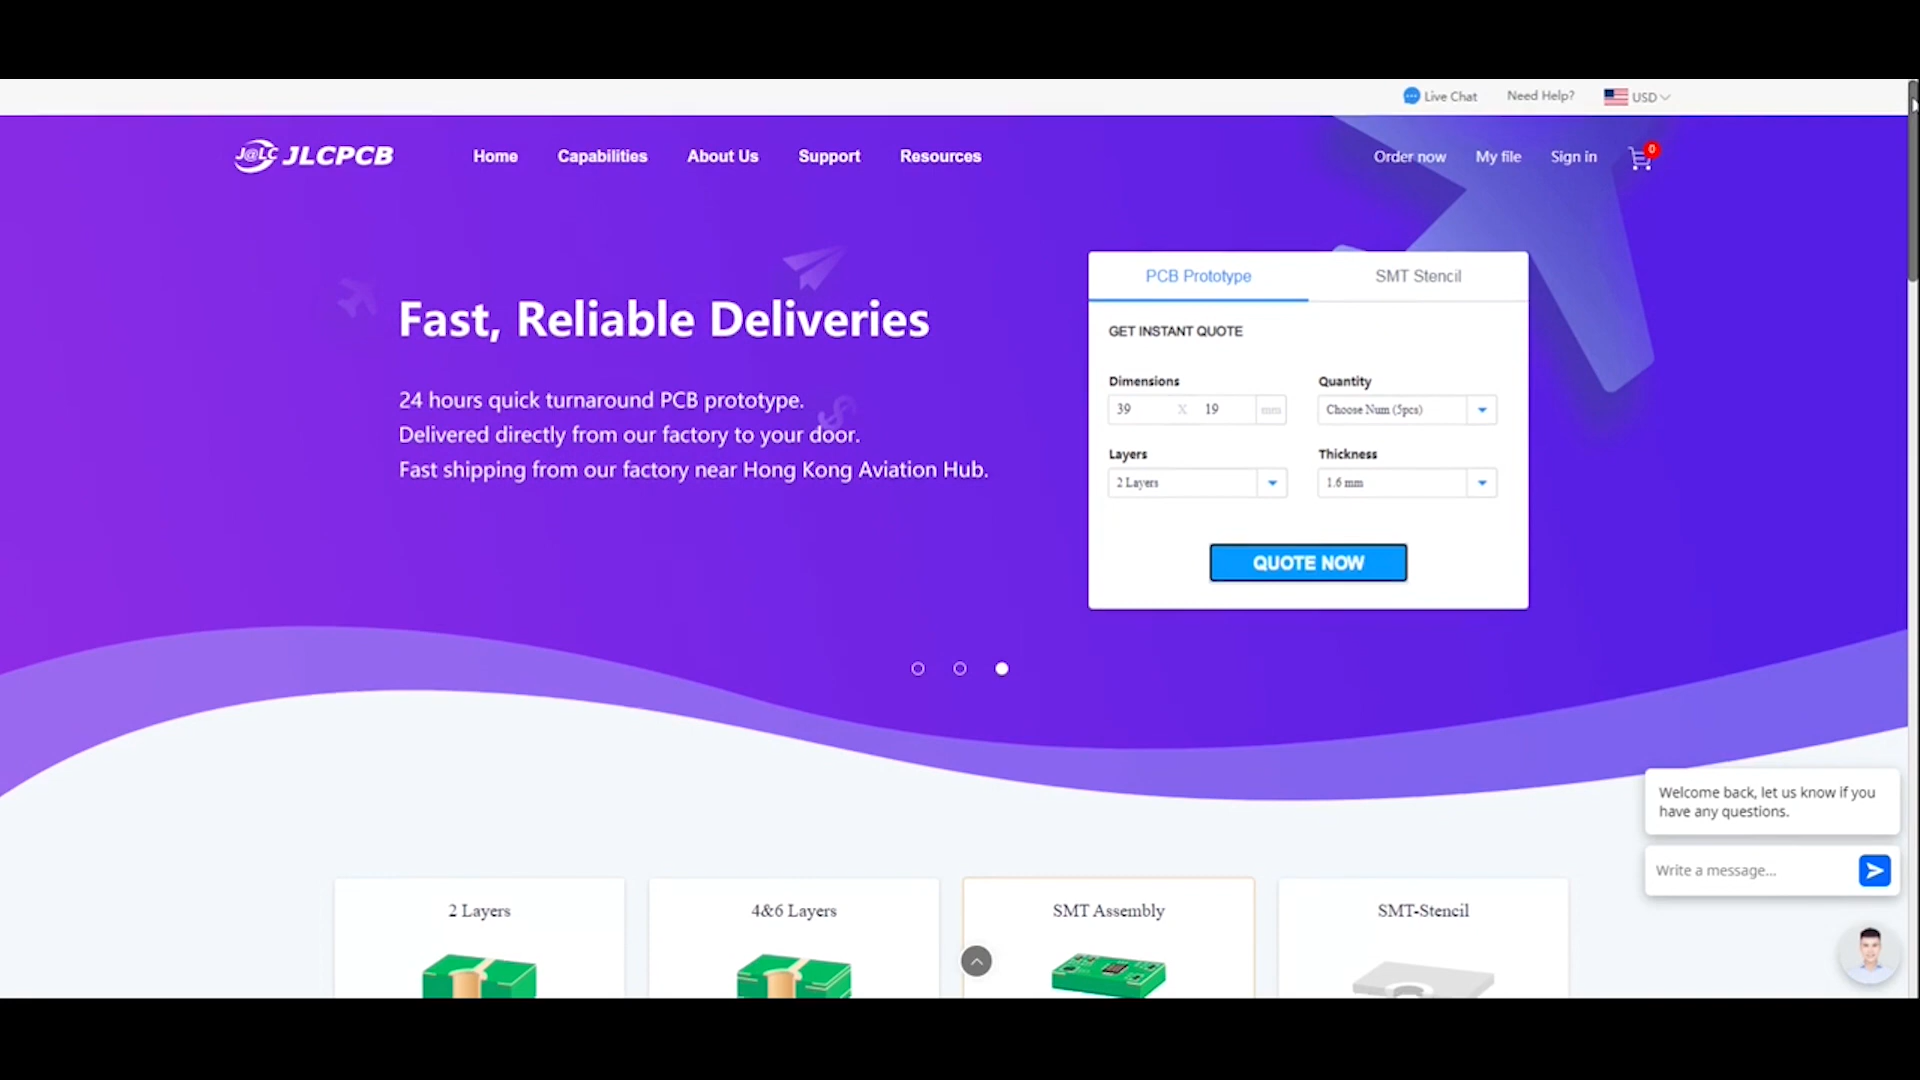 Live Chat Need Help? USD
J@LC JLCPCB Home Capabilities About Us Support Resources Order now My file Sign in 0
Fast, Reliable Deliveries
24 hours quick turnaround PCB prototype.
Delivered directly from our factory to your door.
Fast shipping from our factory near Hong Kong Aviation Hub.
PCB Prototype SMT Stencil
GET INSTANT QUOTE
Dimensions Quantity
39 X 19 mm Choose Num (5pcs)
Layers Thickness
2 Layers 1.6 mm
QUOTE NOW
Welcome back, let us know if you
have any questions.
Write a message...
2 Layers 4&6 Layers SMT Assembly SMT-Stencil